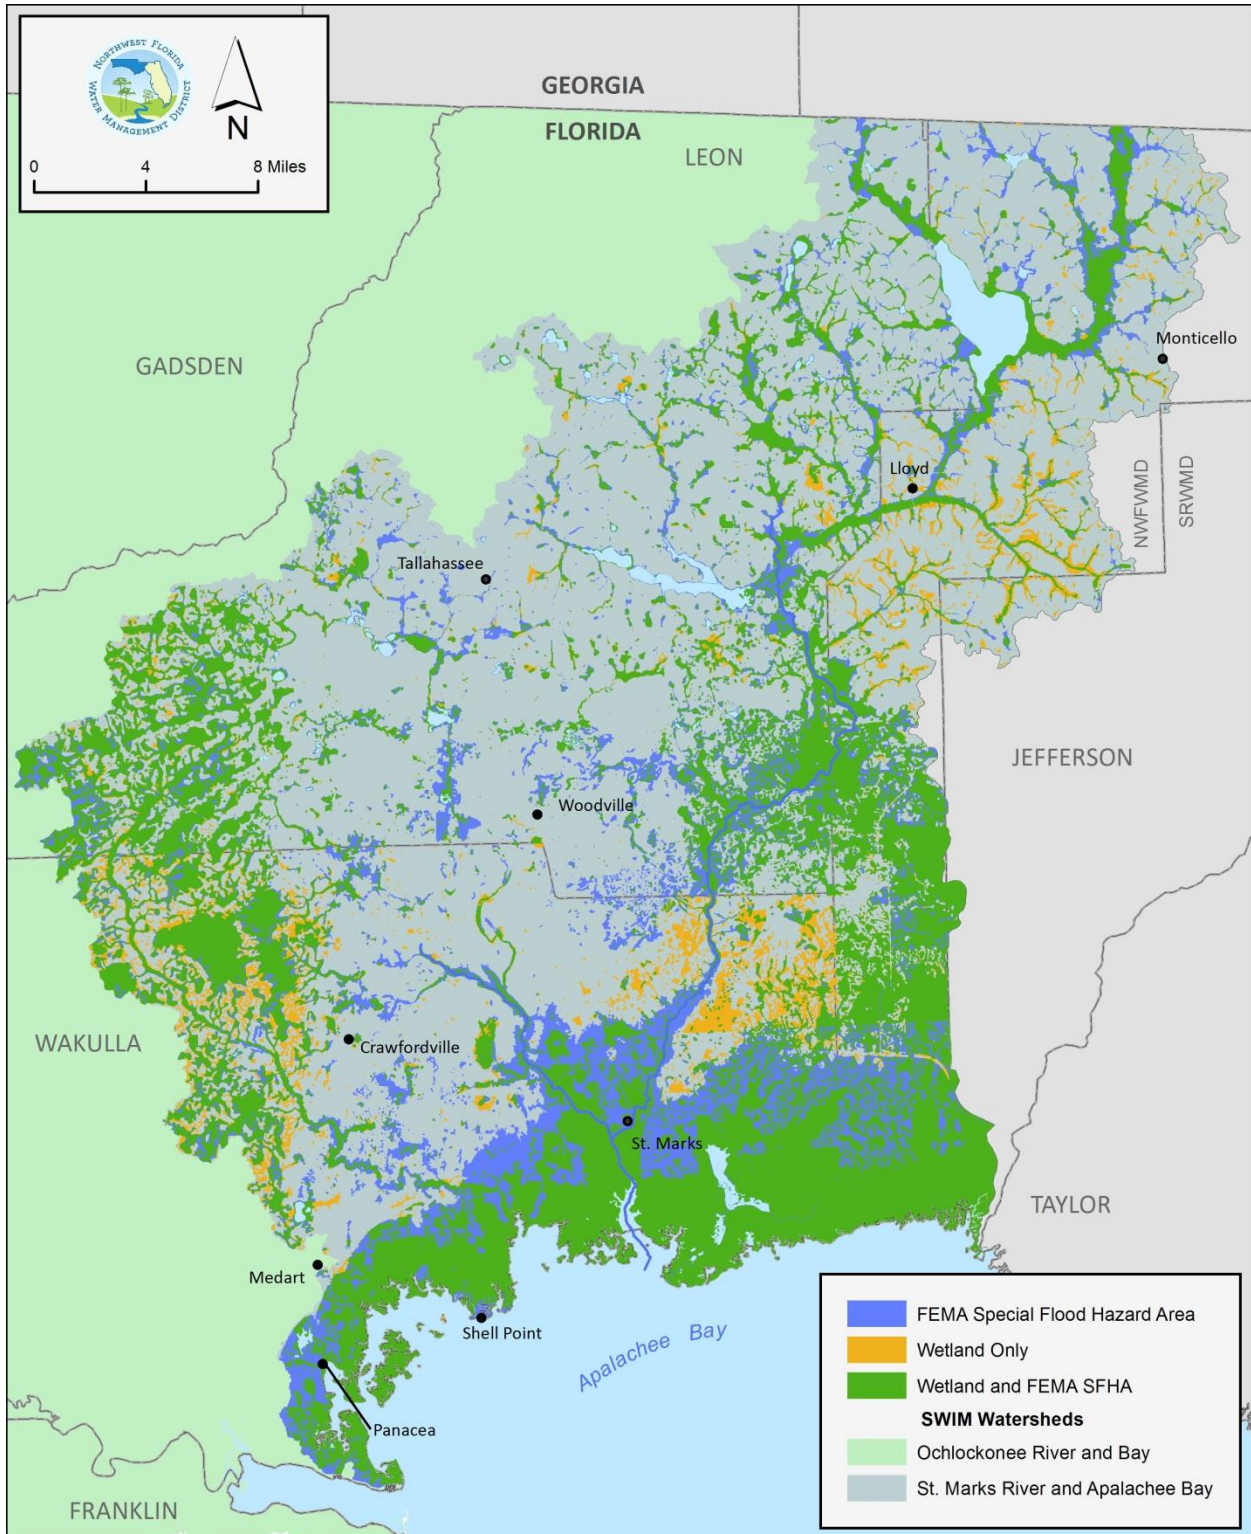 NORTHWEST FLORIDA
WATER MANAGEMENT DISTRICT
N
0 4 8 Miles
GEORGIA
FLORIDA
LEON
GADSDEN
Monticello
Lloyd
NWFWMD
SRWMD
Tallahassee
JEFFERSON
Woodville
WAKULLA
Crawfordville
St. Marks
TAYLOR
Medart
Shell Point
Apalachee Bay
Panacea
FRANKLIN
FEMA Special Flood Hazard Area
Wetland Only
Wetland and FEMA SFHA
SWIM Watersheds
Ochlockonee River and Bay
St. Marks River and Apalachee Bay